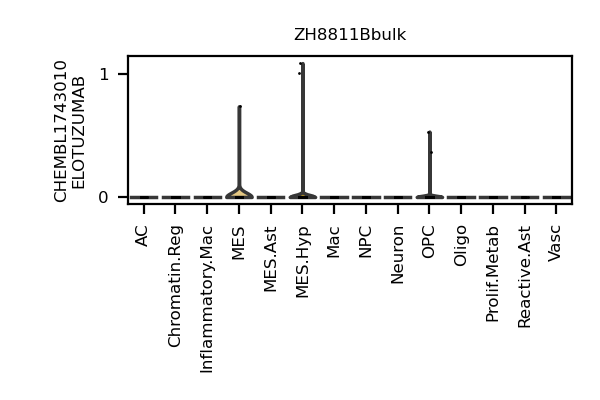 ZH8811Bbulk
CHEMBL1743010
ELOTUZUMAB
1
0
AC
Chromatin.Reg
Inflammatory.Mac
MES
MES.Ast
MES.Hyp
Mac
NPC
Neuron
OPC
Oligo
Prolif.Metab
Reactive.Ast
Vasc